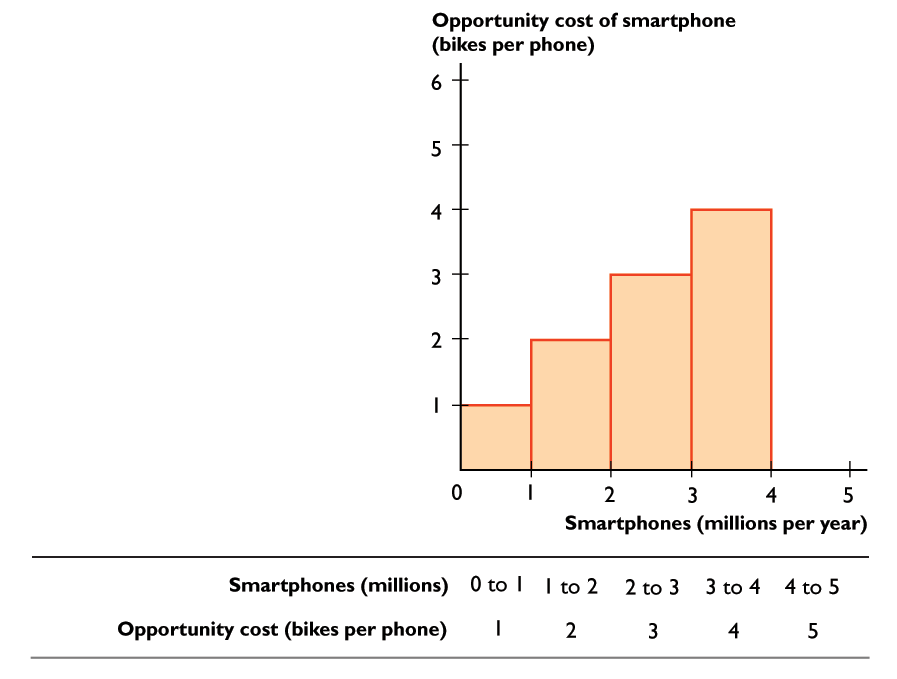 Opportunity cost of smartphone
(bikes per phone)
6
5
4
3
2
1
0 1 2 3 4 5
Smartphones (millions per year)
Smartphones (millions) 0 to 1 1 to 2 2 to 3 3 to 4 4 to 5
Opportunity cost (bikes per phone) 1 2 3 4 5